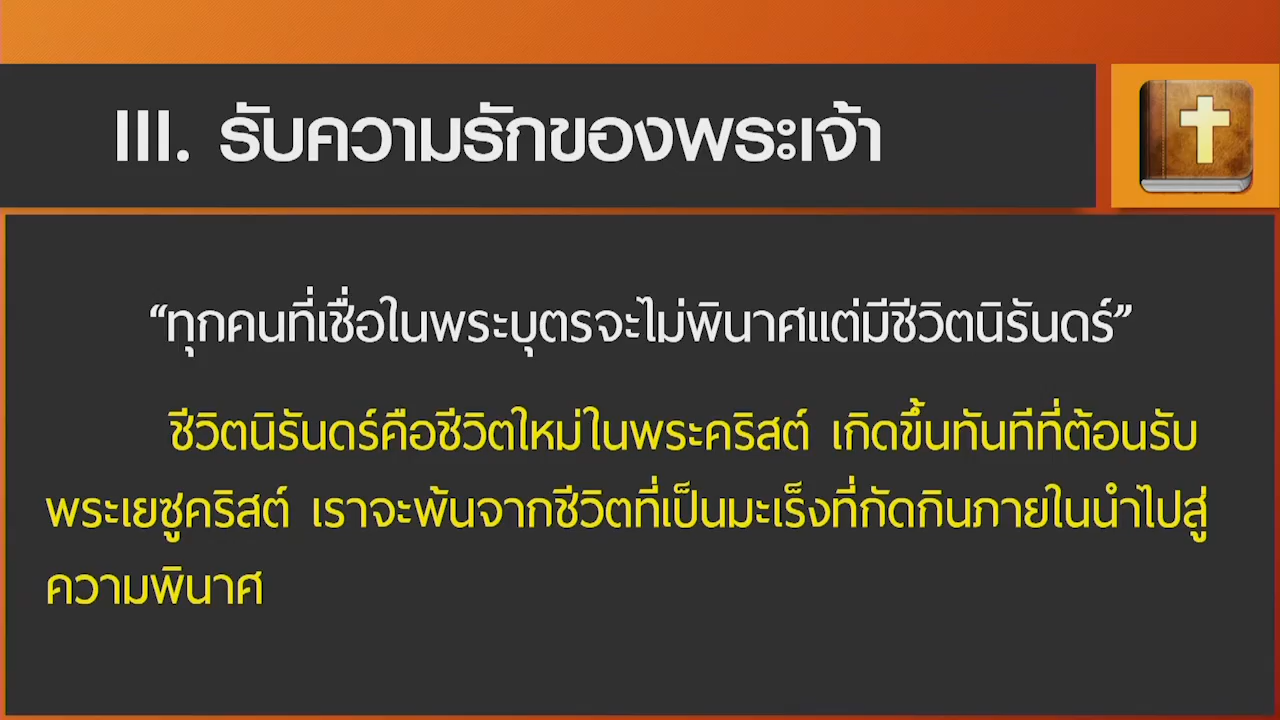 III. รับความรักของพระเจ้า
“ทุกคนที่เชื่อในพระบุตรจะไม่พินาศแต่มีชีวิตนิรันดร์”
ชีวิตนิรันดร์คือชีวิตใหม่ในพระคริสต์ เกิดขึ้นทันทีที่ต้อนรับ
พระเยซูคริสต์ เราจะพ้นจากชีวิตที่เป็นมะเร็งที่กัดกินภายในนำไปสู่
ความพินาศ